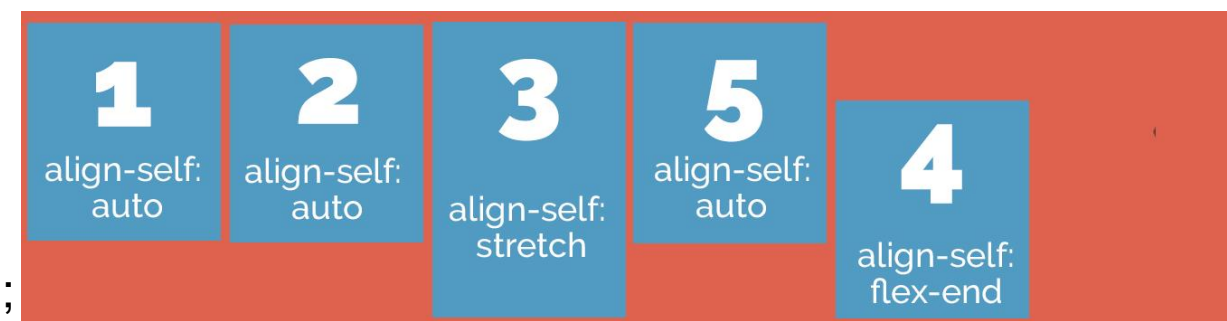 1
align-self:
auto
2
align-self:
auto
3
align-self:
stretch
5
align-self:
auto
4
align-self:
flex-end
;